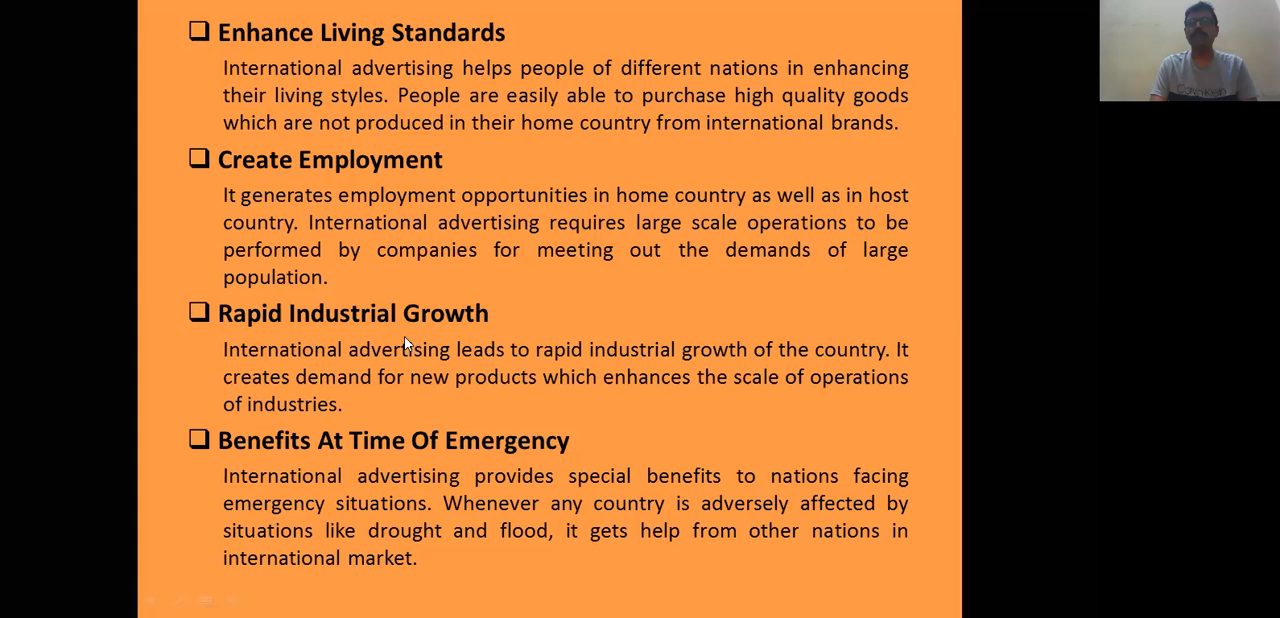 ❑ Enhance Living Standards
International advertising helps people of different nations in enhancing
their living styles. People are easily able to purchase high quality goods
which are not produced in their home country from international brands.
❑ Create Employment
It generates employment opportunities in home country as well as in host
country. International advertising requires large scale operations to be
performed by companies for meeting out the demands of large
population.
❑ Rapid Industrial Growth
International advertising leads to rapid industrial growth of the country. It
creates demand for new products which enhances the scale of operations
of industries.
❑ Benefits At Time Of Emergency
International advertising provides special benefits to nations facing
emergency situations. Whenever any country is adversely affected by
situations like drought and flood, it gets help from other nations in
international market.